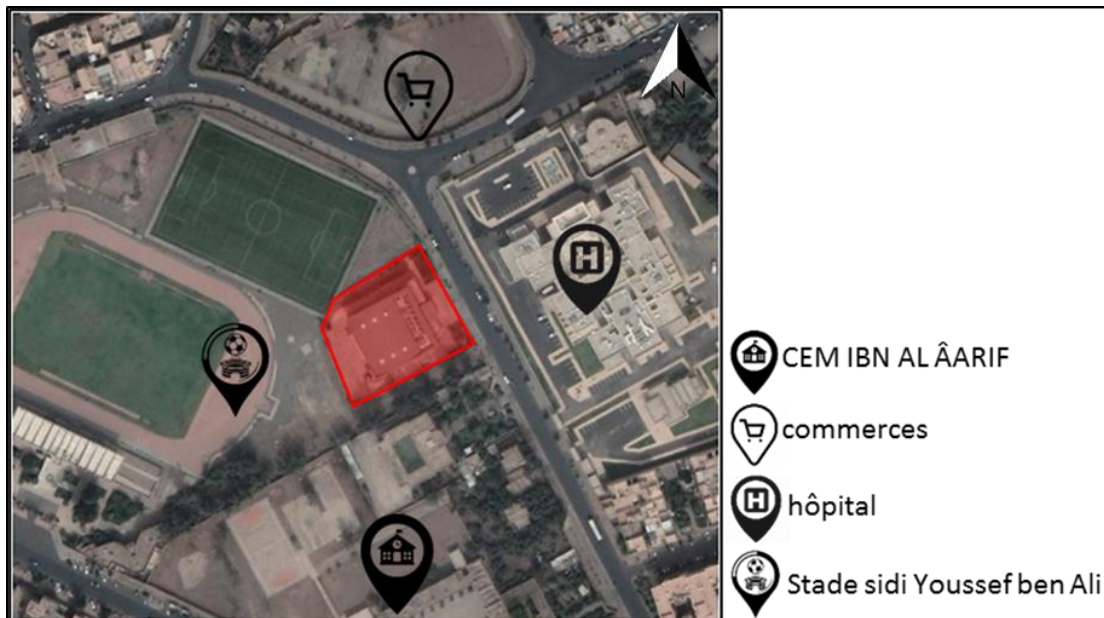 N
H
CEM IBN AL ÂARIF
commerces
H
hôpital
Stade sidi Youssef ben Ali